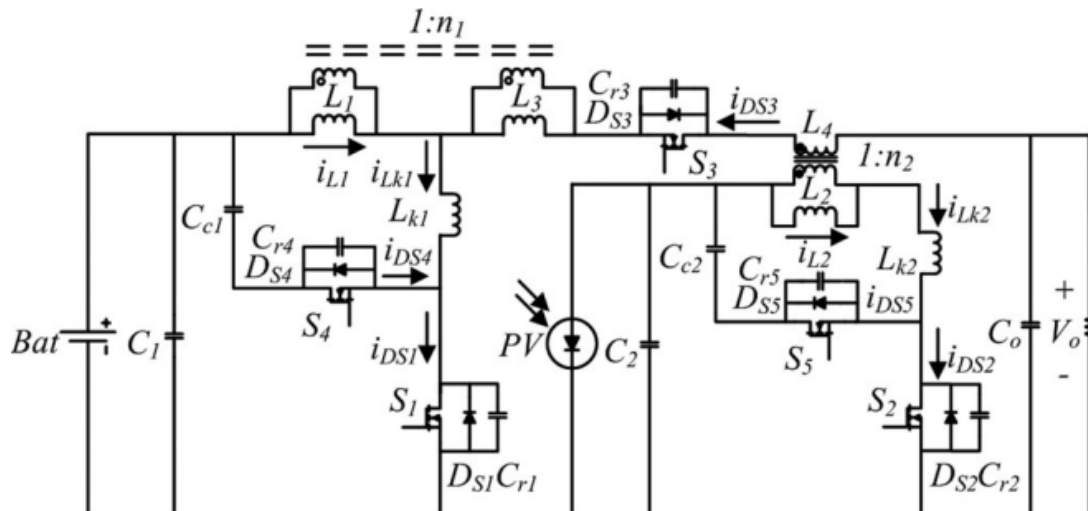 1:n1
L1
L3
Cr3
DS3
iDS3
S3
L4
1:n2
L2
iL1
iLk1
Lk1
Cc1
Cr4
DS4
iDS4
S4
iL2
iLk2
Lk2
Cc2
Cr5
DS5
iDS5
S5
Bat
+
-
C1
iDS1
S1
DS1Cr1
PV
C2
iDS2
S2
DS2Cr2
Co
+
Vo
-